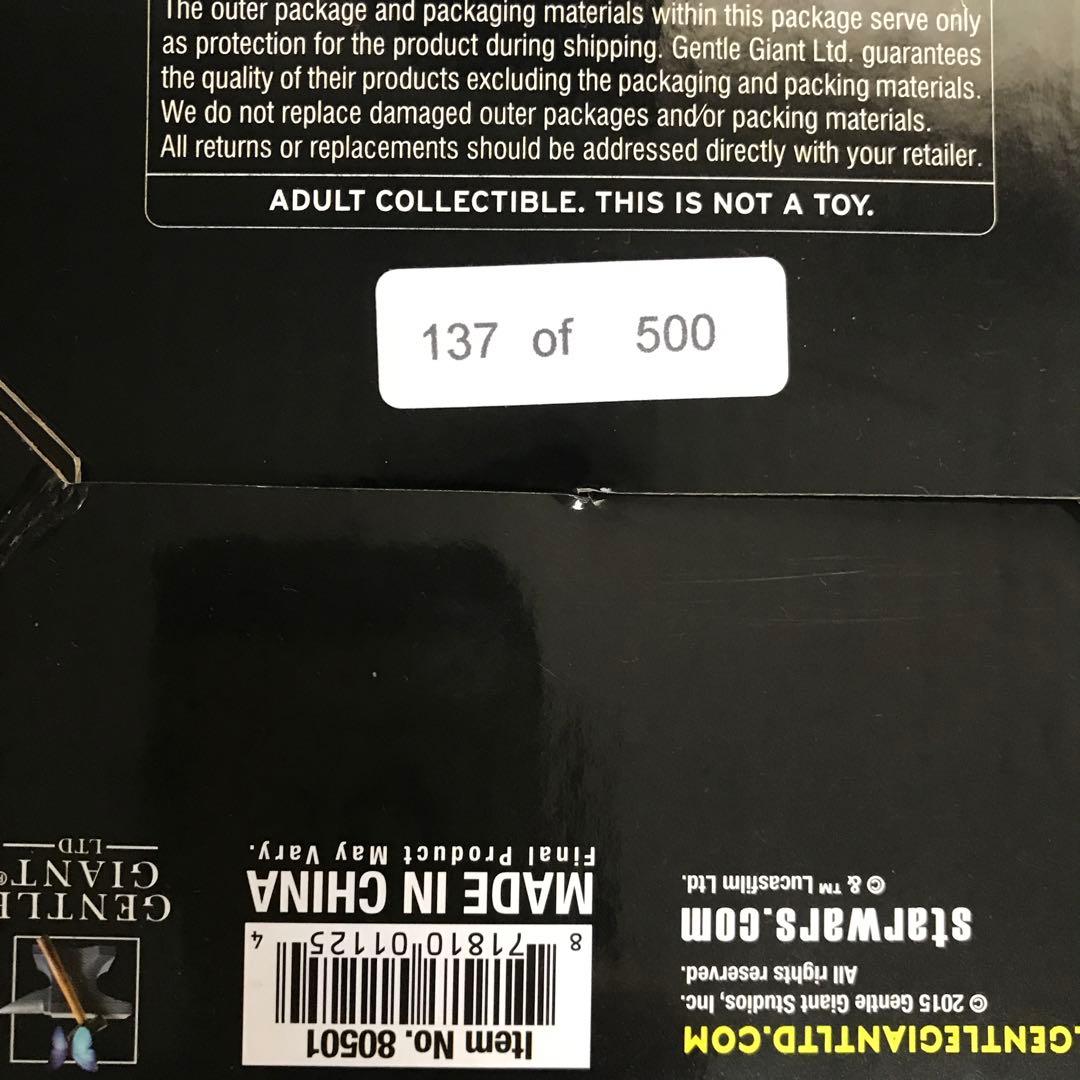 The outer package and packaging materials within this package serve only
as protection for the product during shipping. Gentle Giant Ltd. guarantees
the quality of their products excluding the packaging and packing materials.
We do not replace damaged outer packages and/or packing materials.
All returns or replacements should be addressed directly with your retailer.
ADULT COLLECTIBLE. THIS IS NOT A TOY.
137 of 500
GENTLEGIANTLTD.COM
© 2015 Gentle Giant Studios, Inc.
All rights reserved.
starwars.com
© & ™ Lucasfilm Ltd.
Item No. 80501
8 71810 01125 4
MADE IN CHINA
Final Product May Vary.
GENTLE
GIANT®
LTD